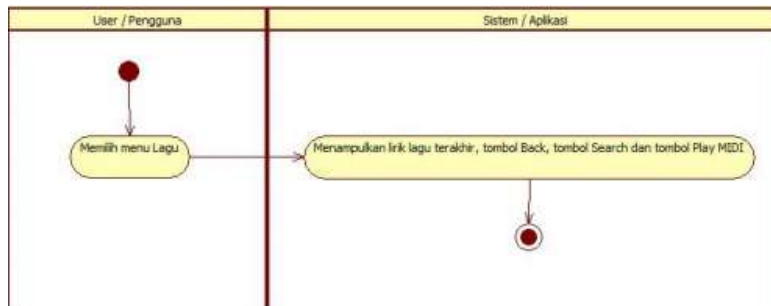 User / Pengguna
Sistem / Aplikasi
Memilih menu Lagu
Menampulkan lirik lagu terakhir, tombol Back, tombol Search dan tombol Play MIDI